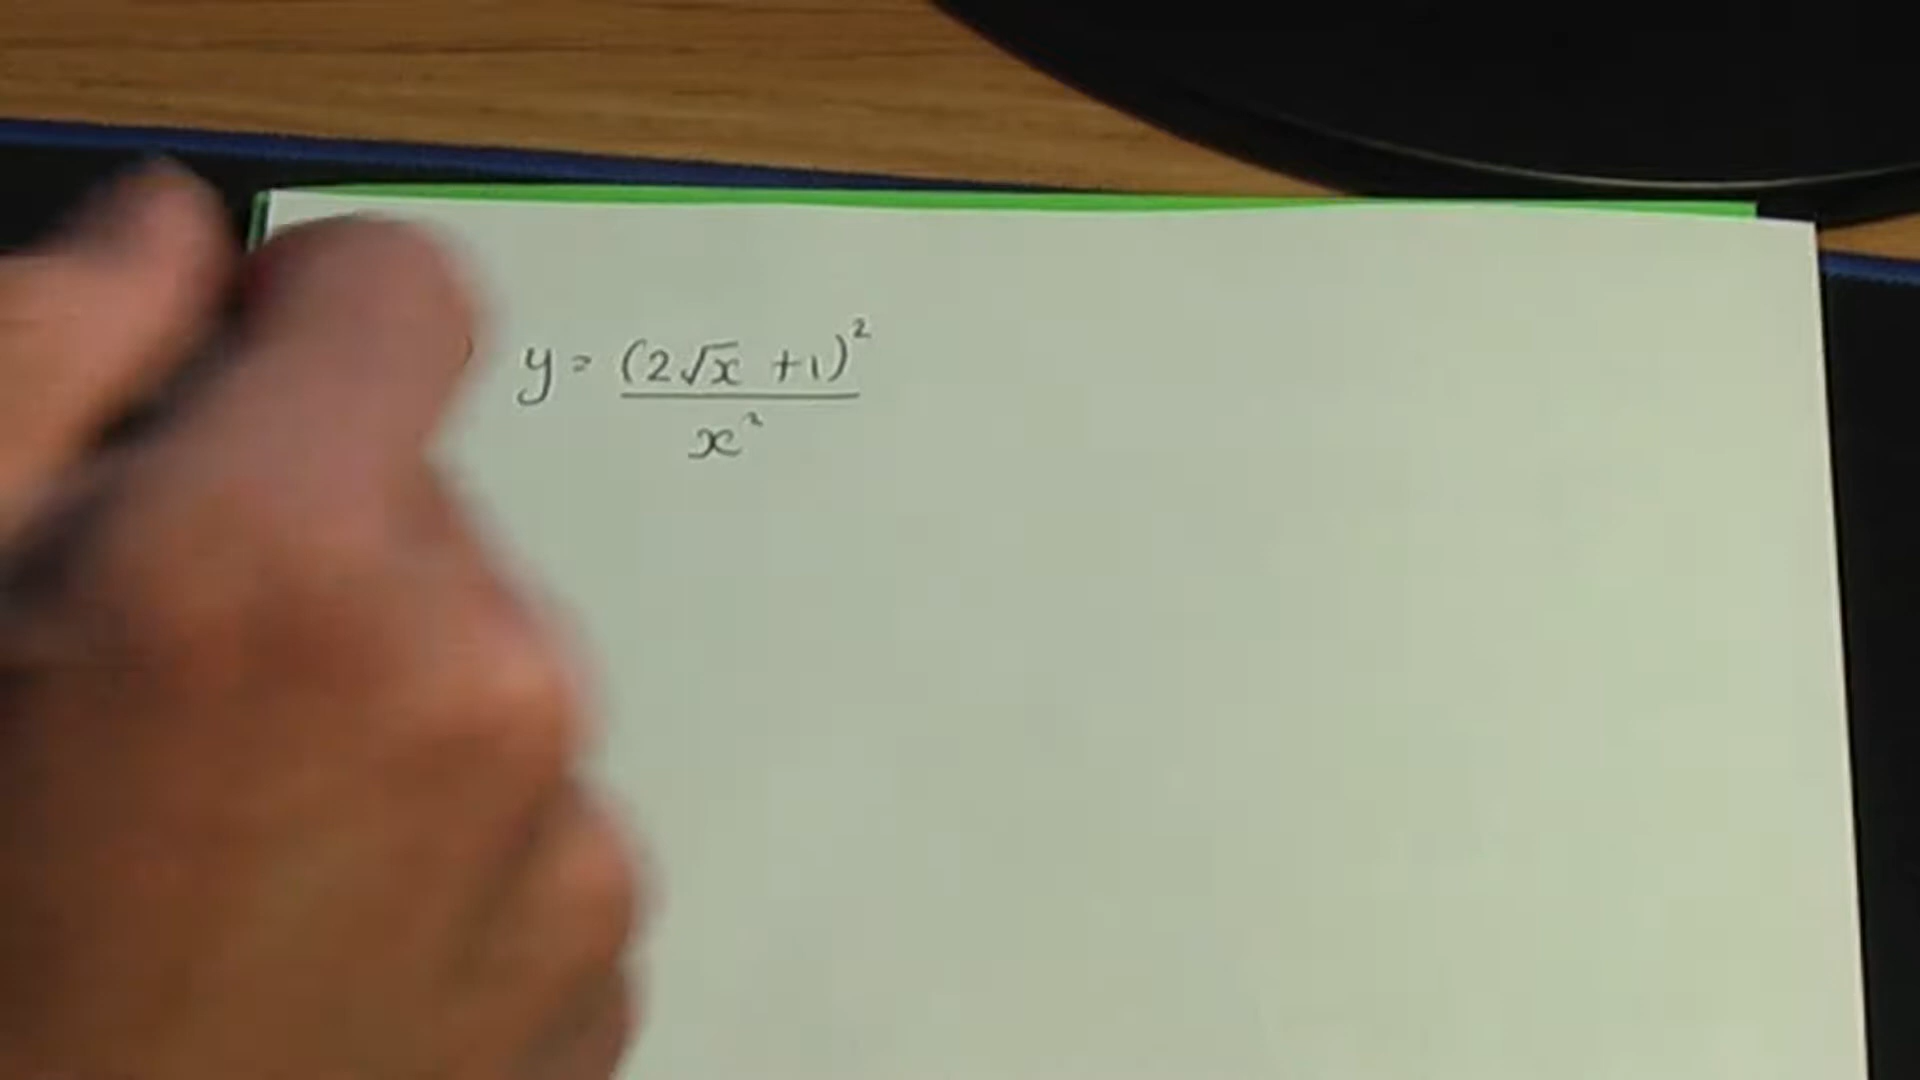 ) y = (2√x +1)² / x²